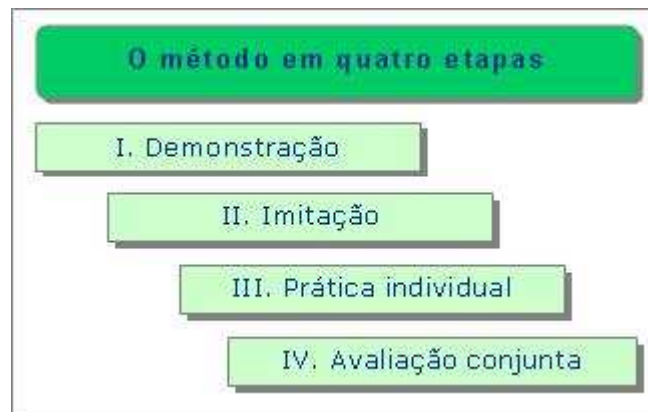 O método em quatro etapas
I. Demonstração
II. Imitação
III. Prática individual
IV. Avaliação conjunta